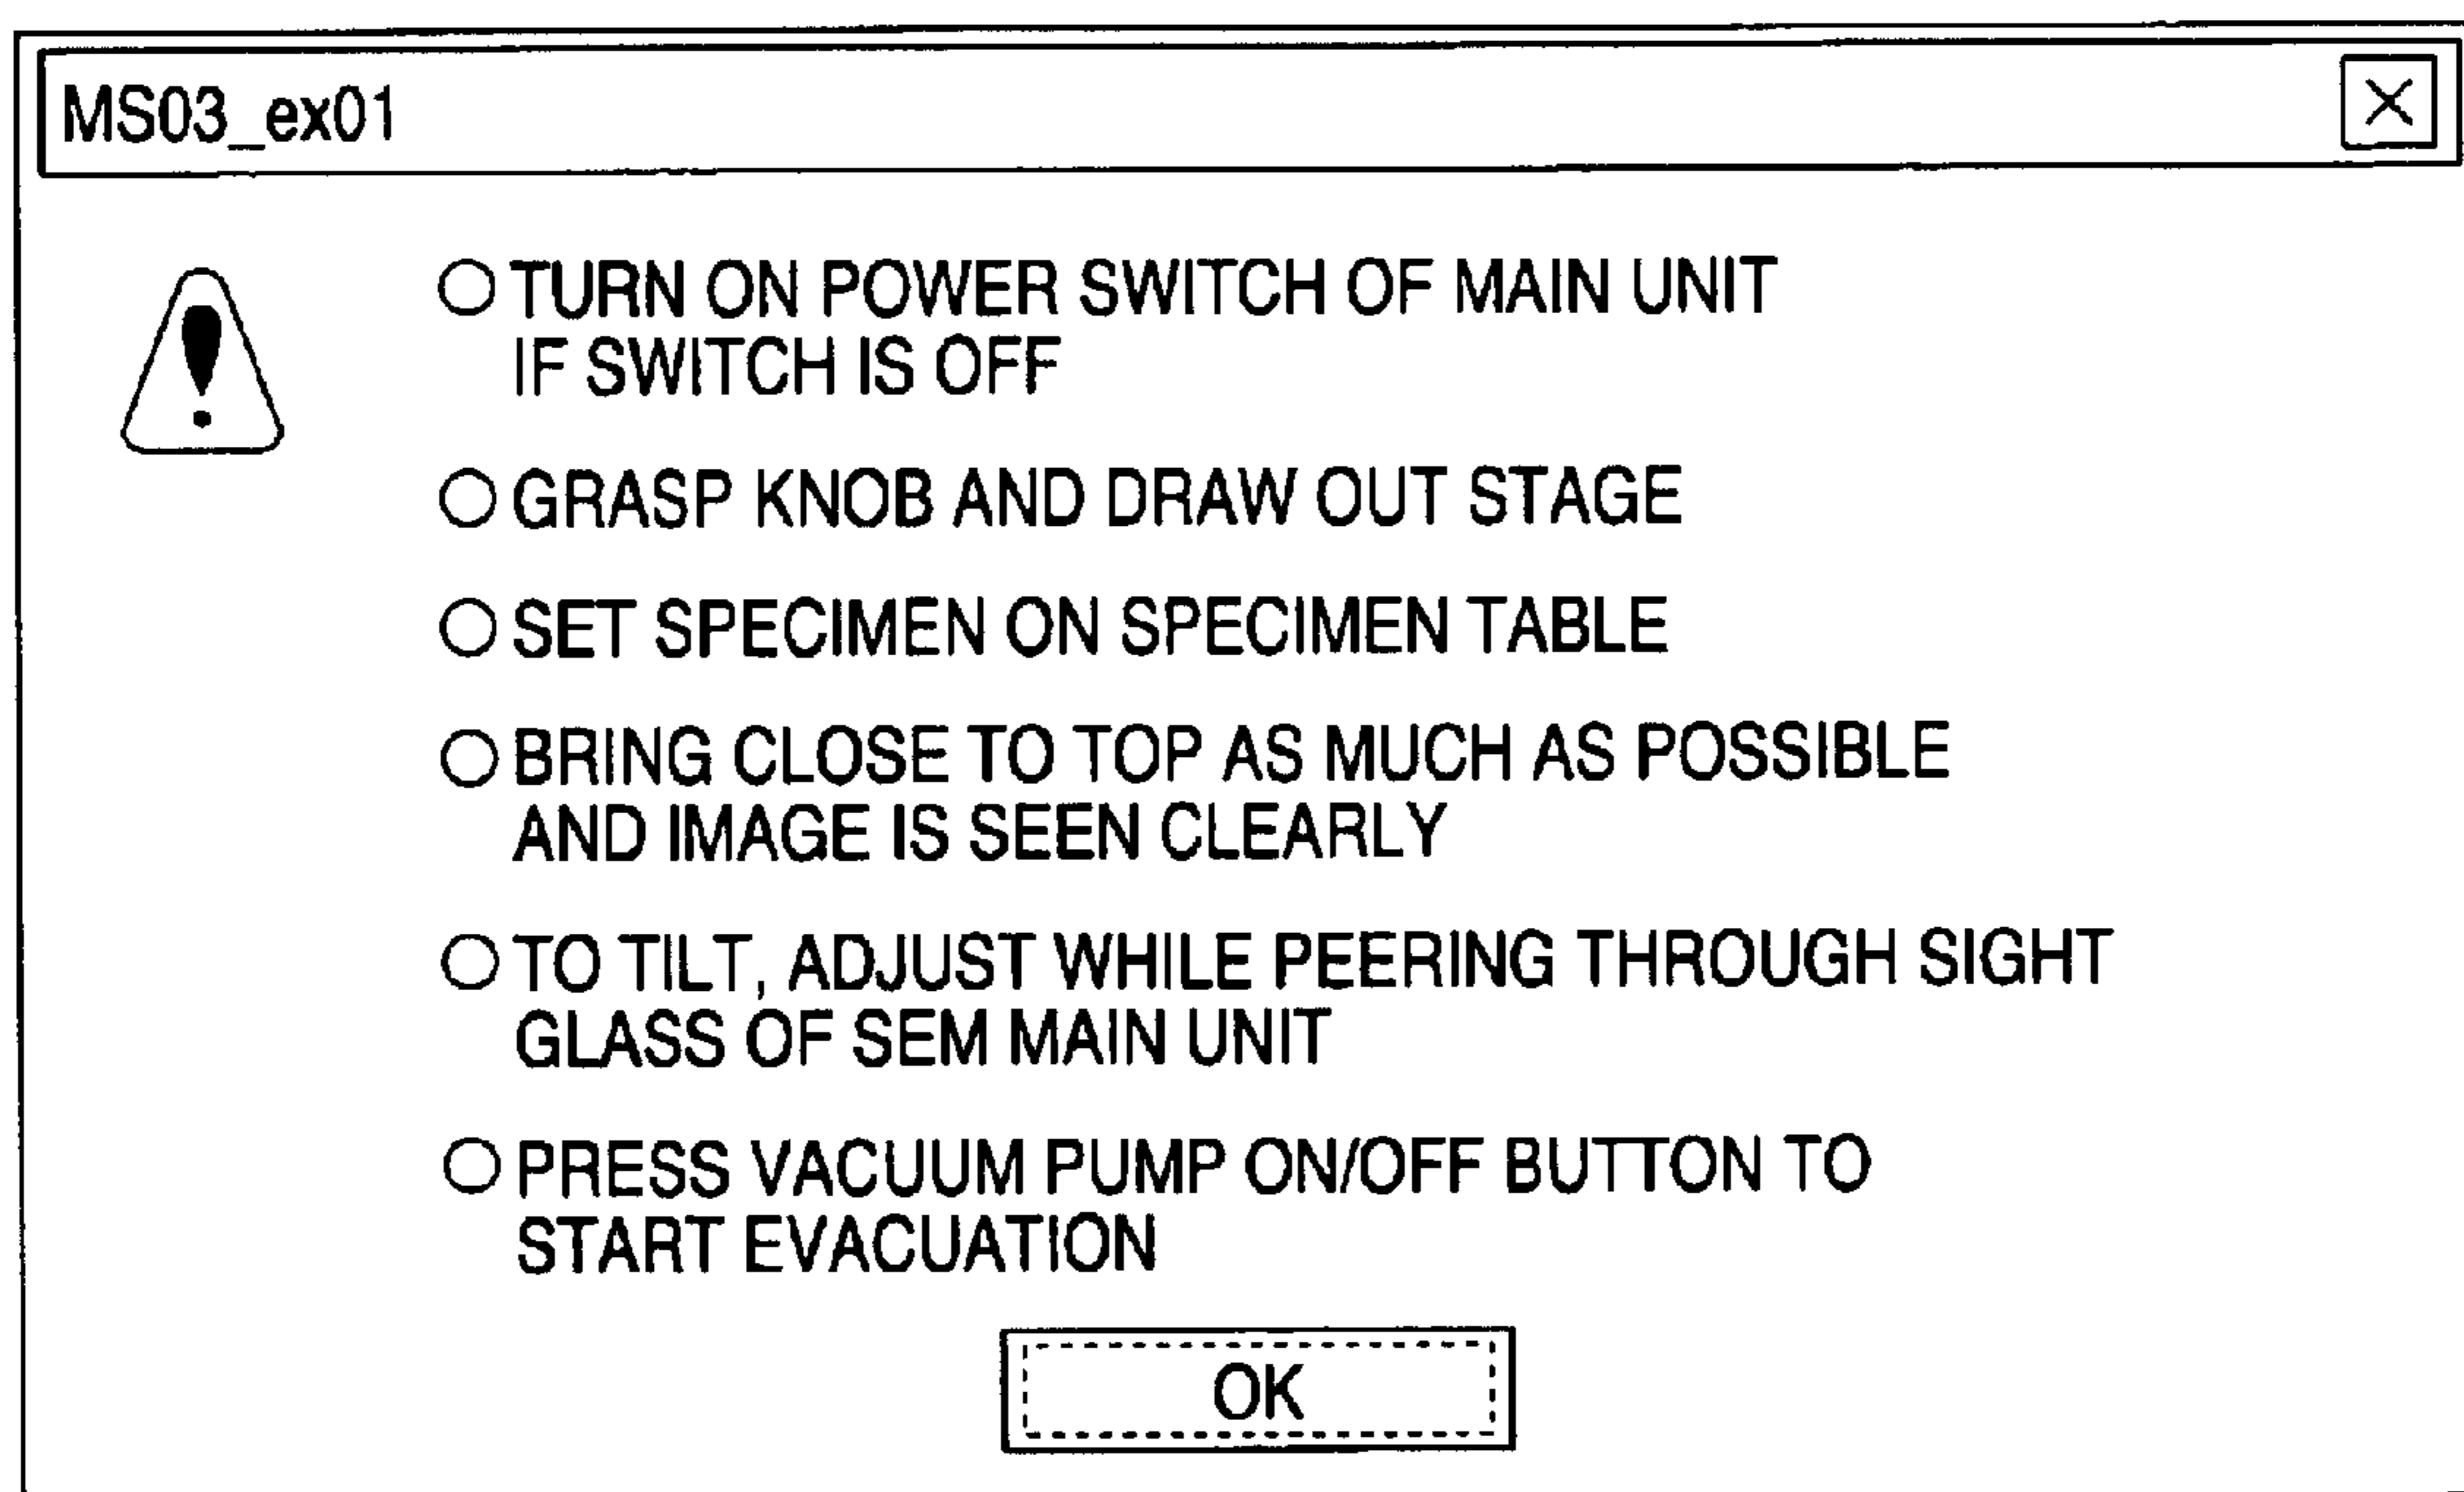 MS03_ex01
○ TURN ON POWER SWITCH OF MAIN UNIT
IF SWITCH IS OFF
○ GRASP KNOB AND DRAW OUT STAGE
○ SET SPECIMEN ON SPECIMEN TABLE
○ BRING CLOSE TO TOP AS MUCH AS POSSIBLE
AND IMAGE IS SEEN CLEARLY
○ TO TILT, ADJUST WHILE PEERING THROUGH SIGHT
GLASS OF SEM MAIN UNIT
○ PRESS VACUUM PUMP ON/OFF BUTTON TO
START EVACUATION
OK